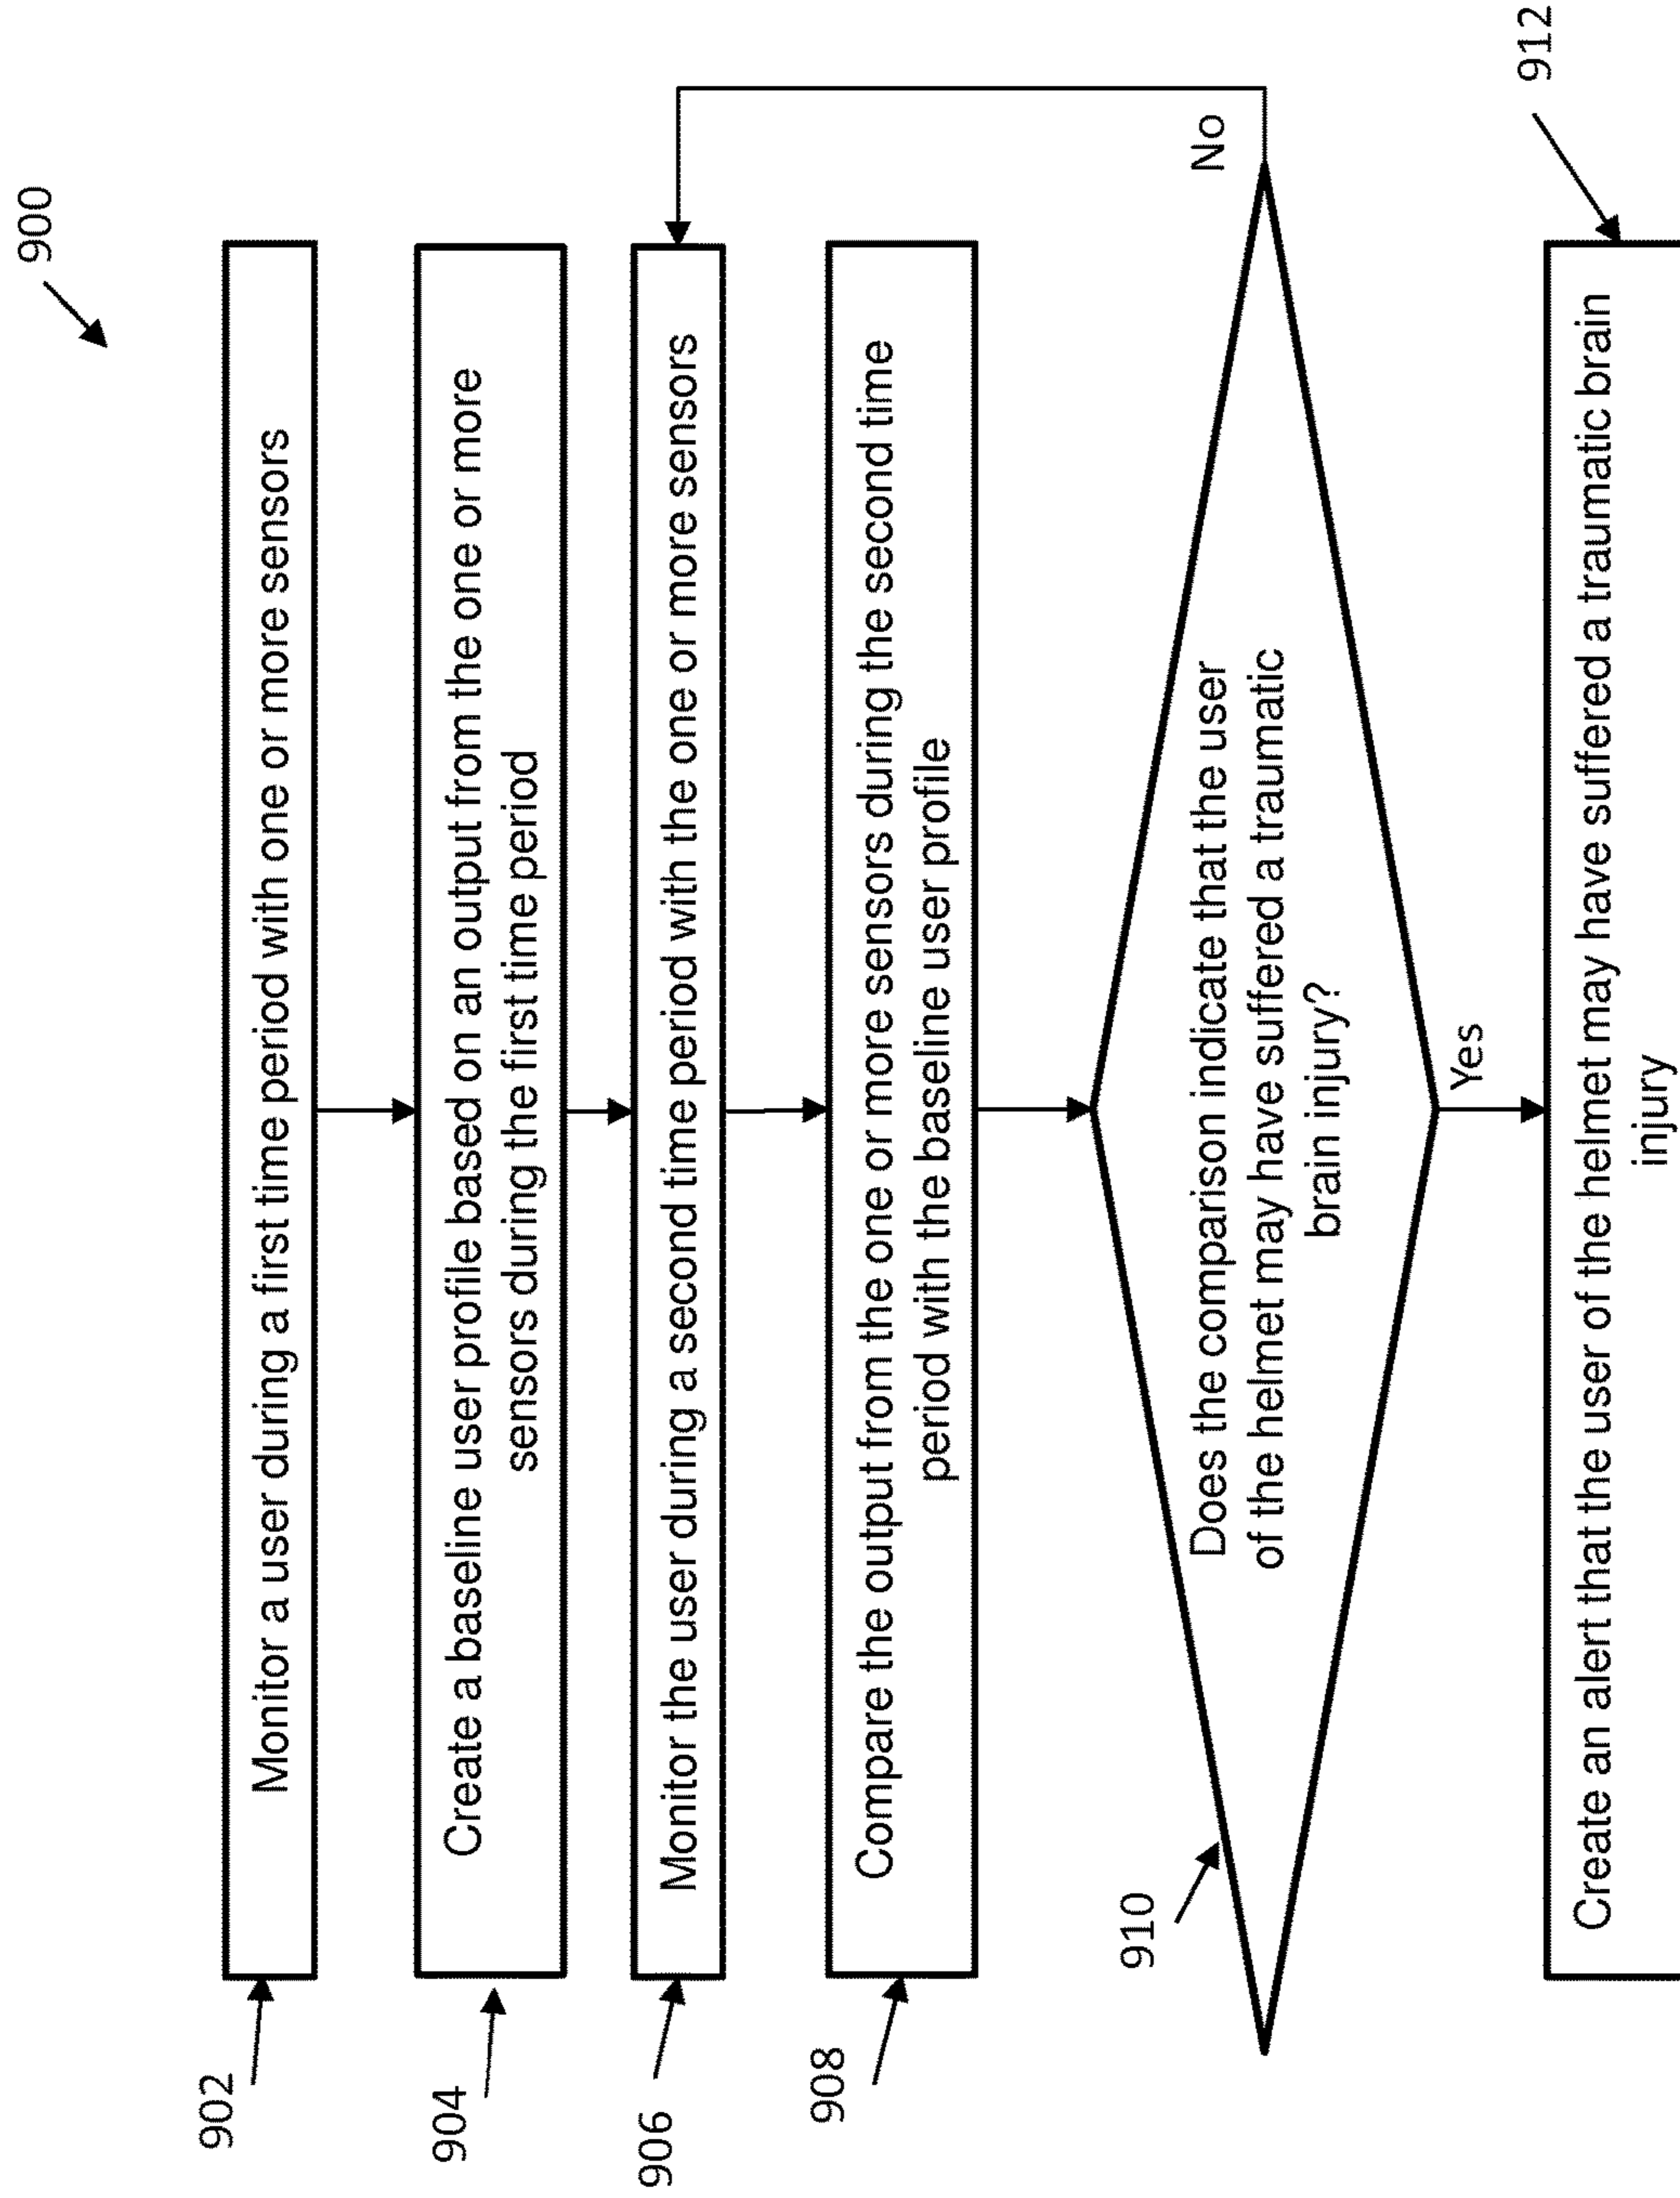 900
902
Monitor a user during a first time period with one or more sensors
904
Create a baseline user profile based on an output from the one or more
sensors during the first time period
906
Monitor the user during a second time period with the one or more sensors
908
Compare the output from the one or more sensors during the second time
period with the baseline user profile
910
Does the comparison indicate that the user
of the helmet may have suffered a traumatic
brain injury?
No
Yes
912
Create an alert that the user of the helmet may have suffered a traumatic brain
injury